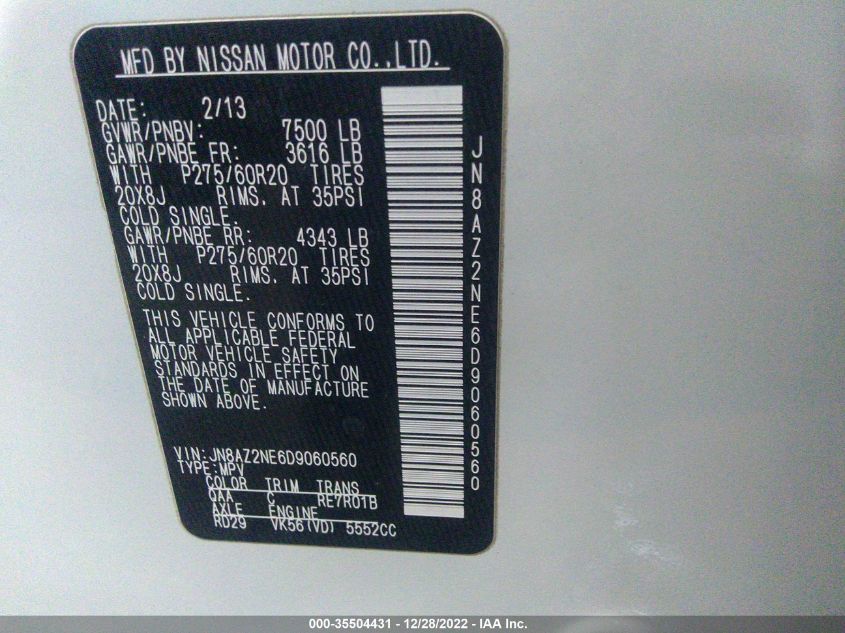 MFD BY NISSAN MOTOR CO.,LTD.
DATE: 2/13
GVWR/PNBV: 7500 LB
GAWR/PNBE FR: 3616 LB
WITH P275/60R20 TIRES
20X8J RIMS. AT 35PSI
COLD SINGLE.
GAWR/PNBE RR: 4343 LB
WITH P275/60R20 TIRES
20X8J RIMS. AT 35PSI
COLD SINGLE.
THIS VEHICLE CONFORMS TO
ALL APPLICABLE FEDERAL
MOTOR VEHICLE SAFETY
STANDARDS IN EFFECT ON
THE DATE OF MANUFACTURE
SHOWN ABOVE.
VIN:JN8AZ2NE6D9060560
TYPE:MPV
COLOR TRIM TRANS
QAA C RE7R01B
AXLE ENGINE
RD29 VK56(VD) 5552CC
JN8AZ2NE6D9060560
000-35504431 - 12/28/2022 - IAA Inc.